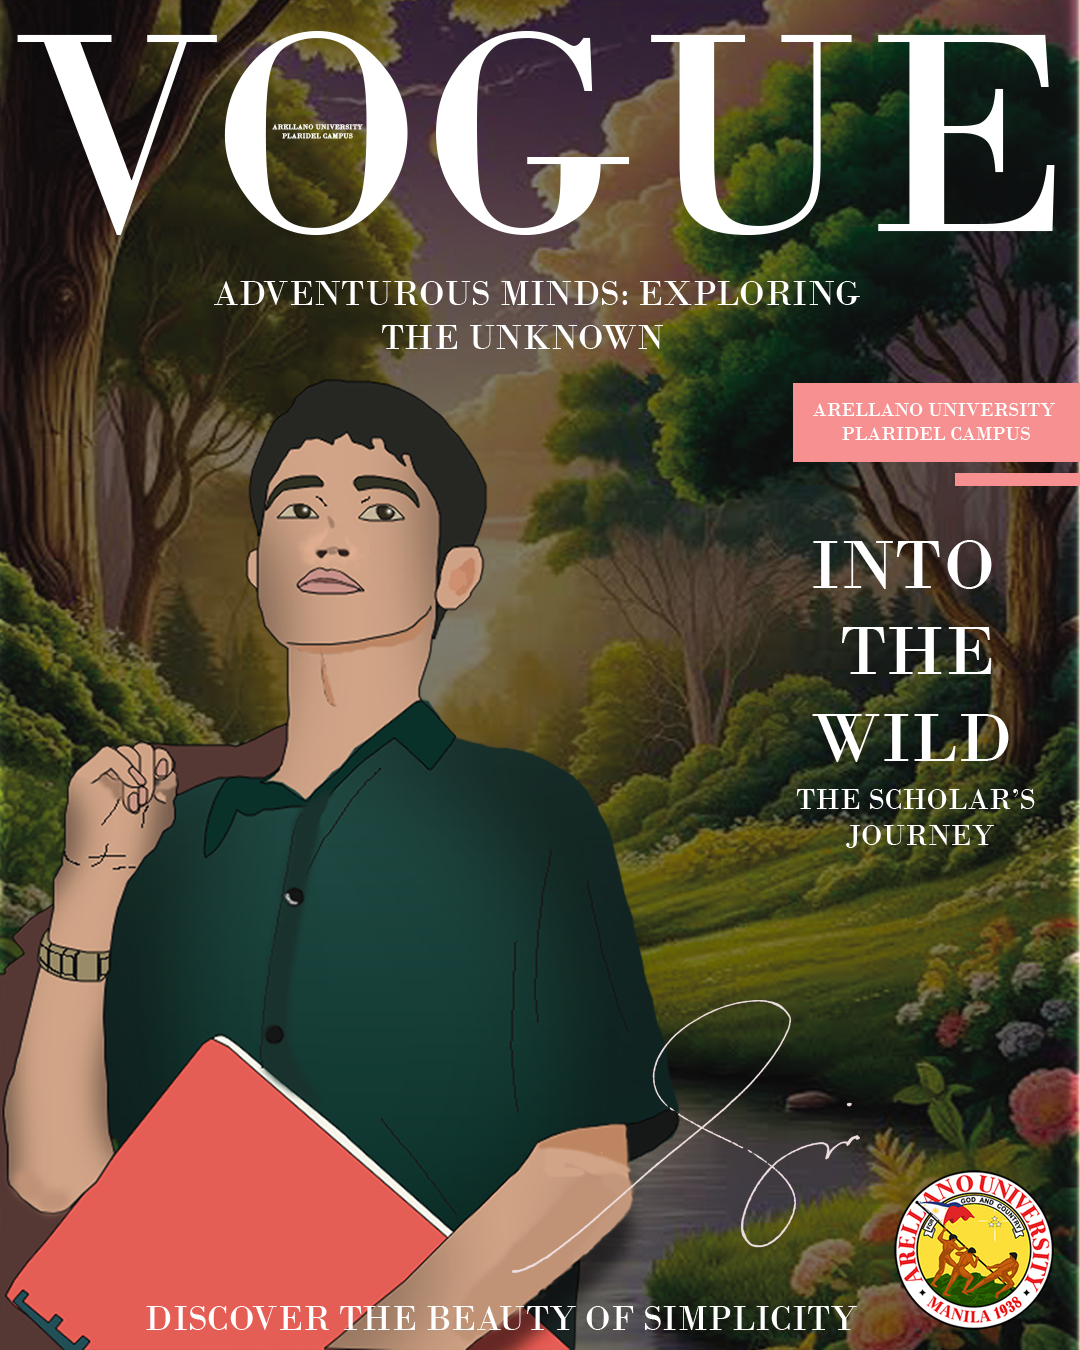 VOGUE
ARELLANO UNIVERSITY
PLARIDEL CAMPUS
ADVENTUROUS MINDS: EXPLORING
THE UNKNOWN
ARELLANO UNIVERSITY
PLARIDEL CAMPUS
INTO
THE
WILD
THE SCHOLAR'S
JOURNEY
ARELLANO UNIVERSITY
FOR GOD AND COUNTRY
MANILA 1938
DISCOVER THE BEAUTY OF SIMPLICITY